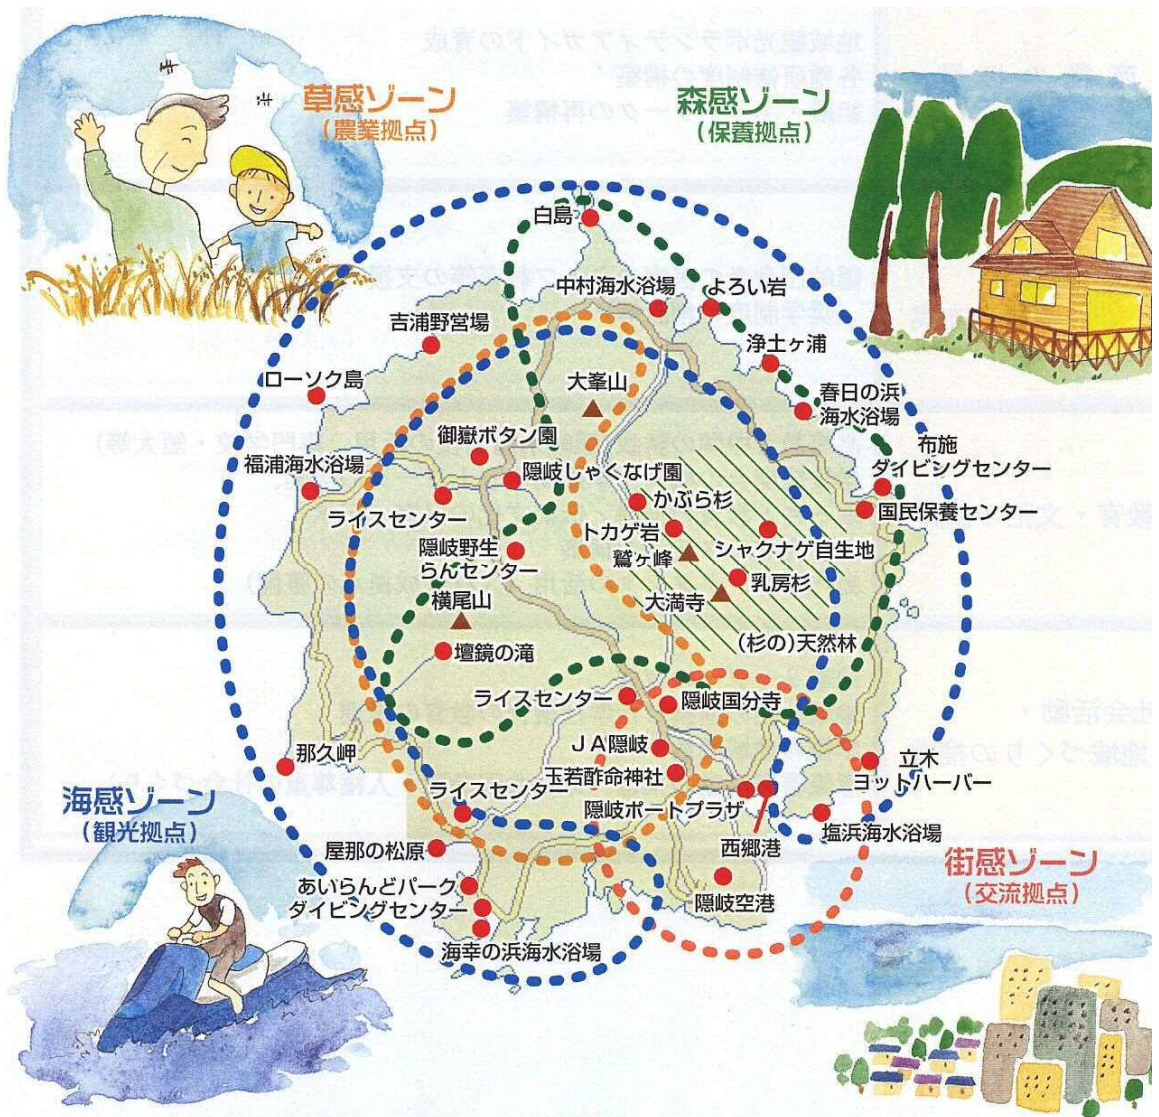 草感ゾーン
(農業拠点)
森感ゾーン
(保養拠点)
白島
中村海水浴場
よろい岩
吉浦野営場
浄土ヶ浦
ローソク島
大峯山
春日の浜
海水浴場
御嶽ボタン園
布施
ダイビングセンター
福浦海水浴場
隠岐しゃくなげ園
かぶら杉
国民保養センター
ライスセンター
トカゲ岩
シャクナゲ自生地
隠岐野生
らんセンター
鷲ヶ峰
乳房杉
横尾山
大満寺
(杉の)天然林
壇鏡の滝
ライスセンター
隠岐国分寺
那久岬
JA隠岐
立木
ヨットハーバー
玉若酢命神社
ライスセンター
隠岐ポートプラザ
海感ゾーン
(観光拠点)
西郷港
塩浜海水浴場
屋那の松原
街感ゾーン
(交流拠点)
あいらんどパーク
ダイビングセンター
隠岐空港
海幸の浜海水浴場